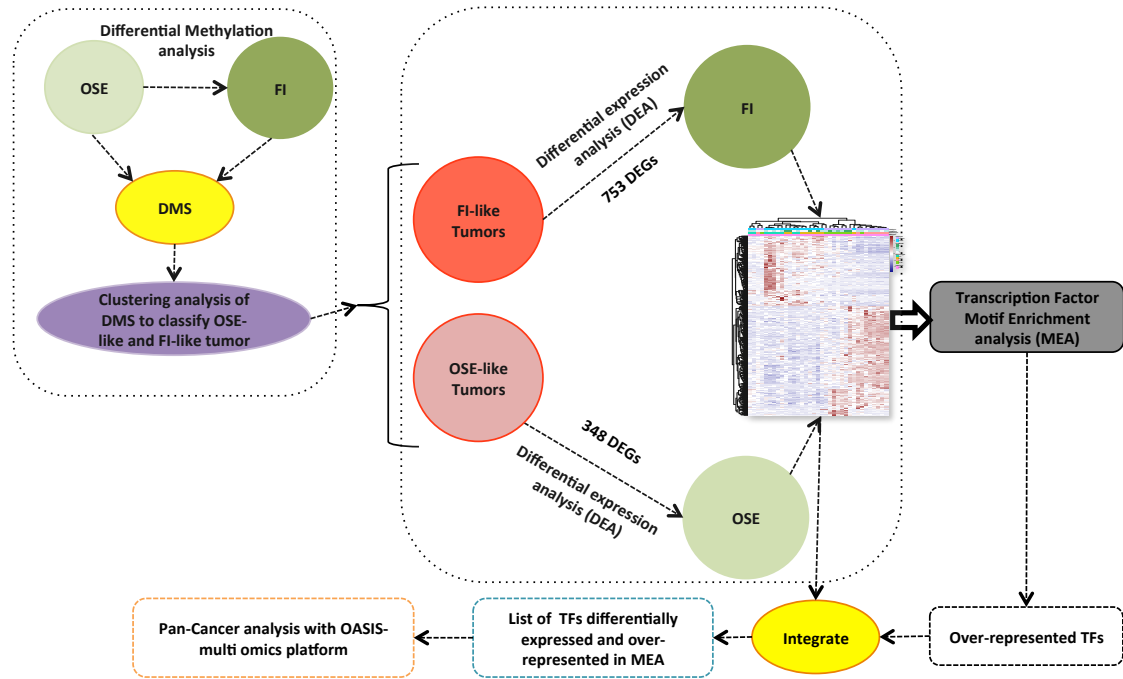 Differential Methylation
analysis
OSE
FI
DMS
Clustering analysis of
DMS to classify OSE-
like and FI-like tumor
FI-like
Tumors
OSE-like
Tumors
Differential expression
analysis (DEA)
753 DEGs
FI
348 DEGs
Differential expression
analysis (DEA)
OSE
Transcription Factor
Motif Enrichment
analysis (MEA)
Pan-Cancer analysis with OASIS-
multi omics platform
List of TFs differentially
expressed and over-
represented in MEA
Integrate
Over-represented TFs